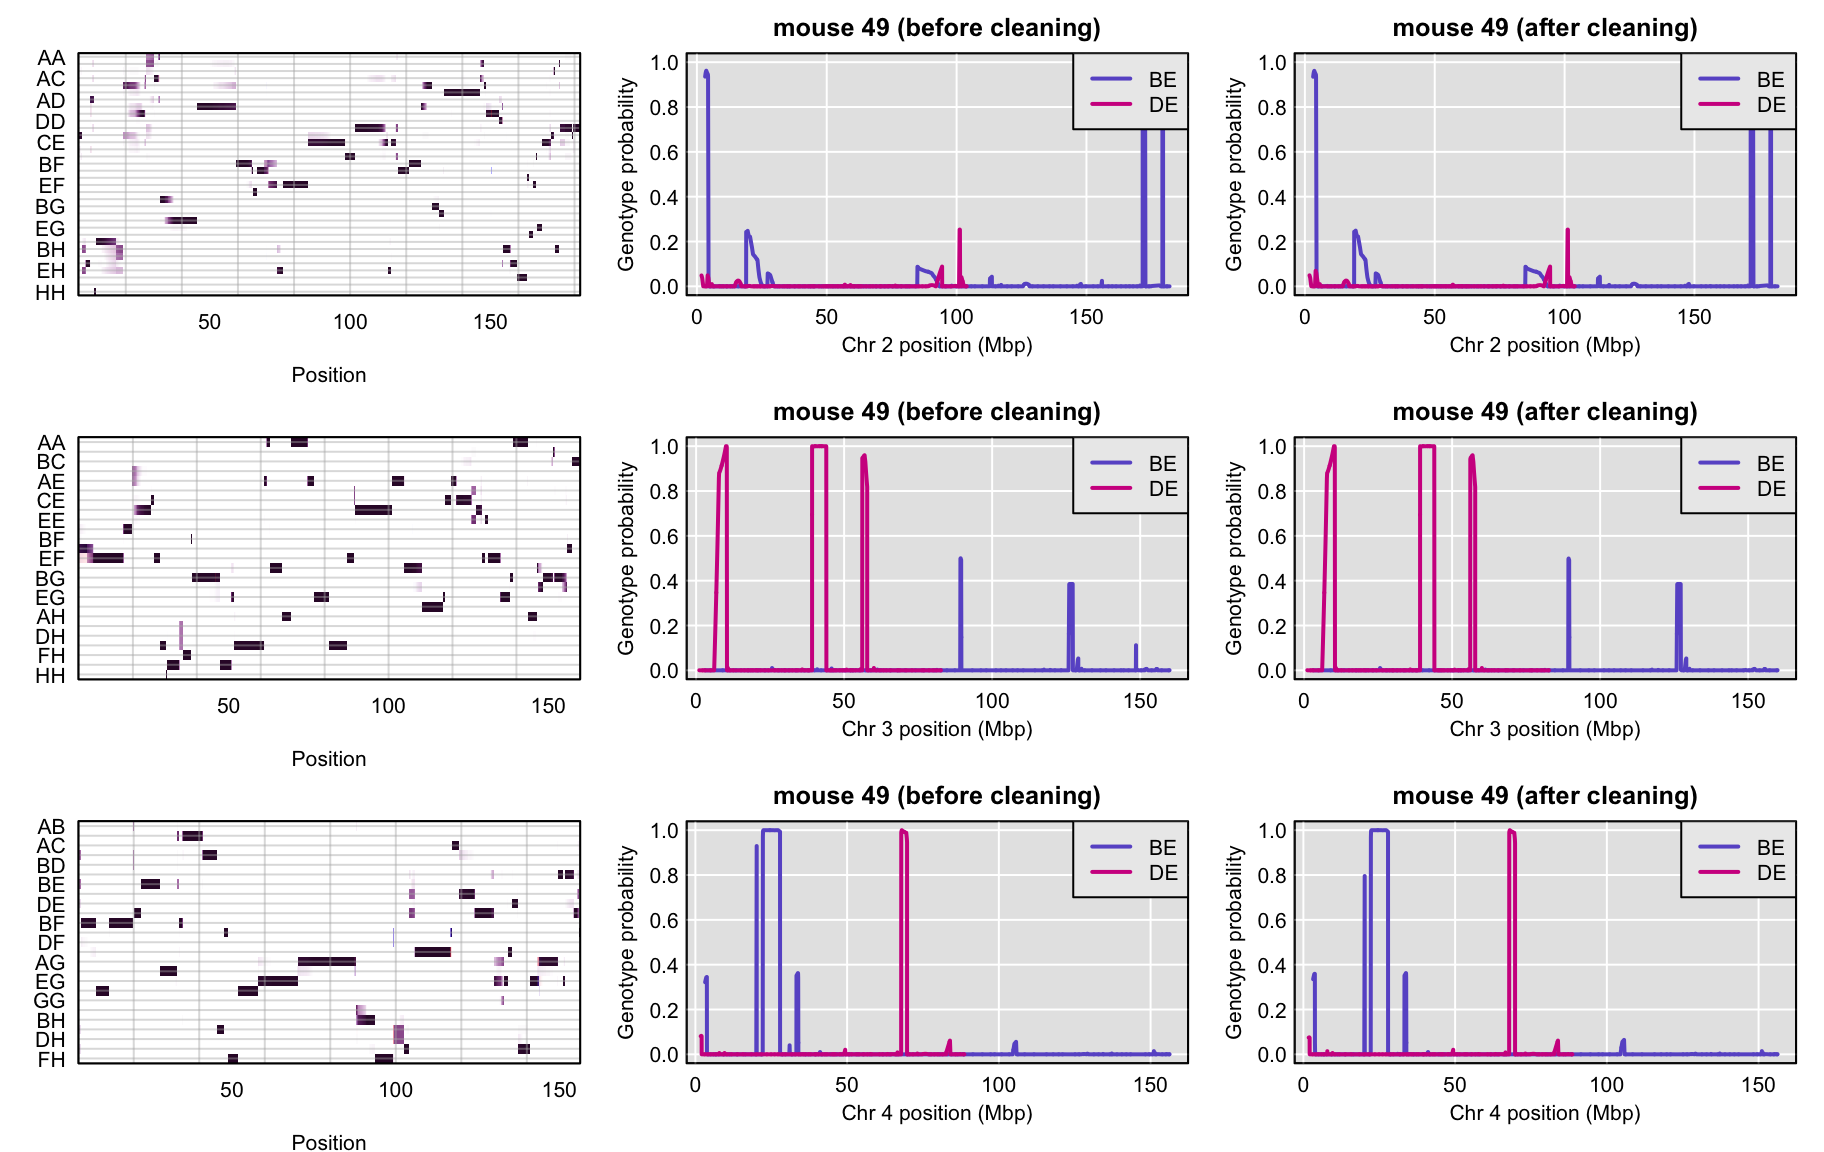 mouse 49 (before cleaning)
mouse 49 (after cleaning)
AA
AC
AD
DD
CE
BF
EF
BG
EG
BH
EH
HH
50 100 150
Position
Genotype probability
1.0
0.8
0.6
0.4
0.2
0.0
BE
DE
0 50 100 150
Chr 2 position (Mbp)
Genotype probability
1.0
0.8
0.6
0.4
0.2
0.0
BE
DE
0 50 100 150
Chr 2 position (Mbp)
mouse 49 (before cleaning)
mouse 49 (after cleaning)
AA
BC
AE
CE
EE
BF
EF
BG
EG
AH
DH
FH
HH
50 100 150
Position
Genotype probability
1.0
0.8
0.6
0.4
0.2
0.0
BE
DE
0 50 100 150
Chr 3 position (Mbp)
Genotype probability
1.0
0.8
0.6
0.4
0.2
0.0
BE
DE
0 50 100 150
Chr 3 position (Mbp)
mouse 49 (before cleaning)
mouse 49 (after cleaning)
AB
AC
BD
BE
DE
BF
DF
AG
EG
GG
BH
DH
FH
50 100 150
Position
Genotype probability
1.0
0.8
0.6
0.4
0.2
0.0
BE
DE
0 50 100 150
Chr 4 position (Mbp)
Genotype probability
1.0
0.8
0.6
0.4
0.2
0.0
BE
DE
0 50 100 150
Chr 4 position (Mbp)